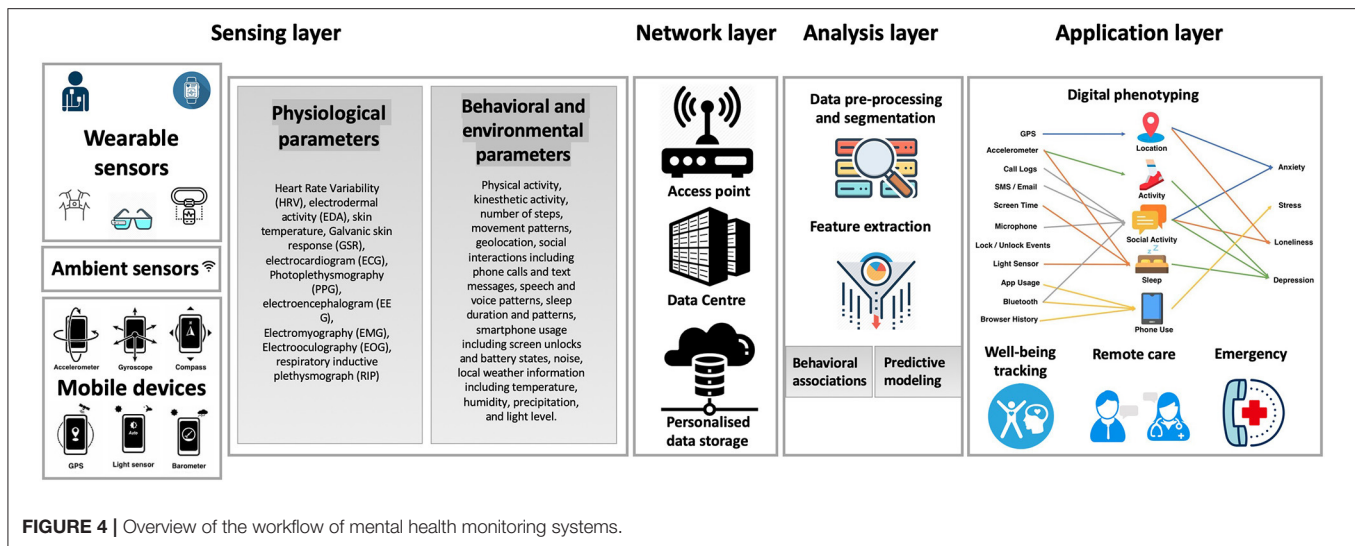 Sensing layer
Network layer
Analysis layer
Application layer
Wearable
sensors
Ambient sensors
Accelerometer
Gyroscope
Compass
Mobile devices
Auto
GPS
Light sensor
Barometer
Physiological
parameters
Heart Rate Variability
(HRV), electrodermal
activity (EDA), skin
temperature, Galvanic skin
response (GSR),
electrocardiogram (ECG),
Photoplethysmography
(PPG),
electroencephalogram (EE
G),
Electromyography (EMG),
Electrooculography (EOG),
respiratory inductive
plethysmograph (RIP)
Behavioral and
environmental
parameters
Physical activity,
kinesthetic activity,
number of steps,
movement patterns,
geolocation, social
interactions including
phone calls and text
messages, speech and
voice patterns, sleep
duration and patterns,
smartphone usage
including screen unlocks
and battery states, noise,
local weather information
including temperature,
humidity, precipitation,
and light level.
Access point
Data Centre
Personalised
data storage
Data pre-processing
and segmentation
Feature extraction
Behavioral
associations
Predictive
modeling
Digital phenotyping
GPS
Accelerometer
Call Logs
SMS / Email
Screen Time
Microphone
Lock / Unlock Events
Light Sensor
App Usage
Bluetooth
Browser History
Location
Activity
Social Activity
Sleep
Phone Use
Anxiety
Stress
Loneliness
Depression
Well-being
tracking
Remote care
Emergency
FIGURE 4 | Overview of the workflow of mental health monitoring systems.